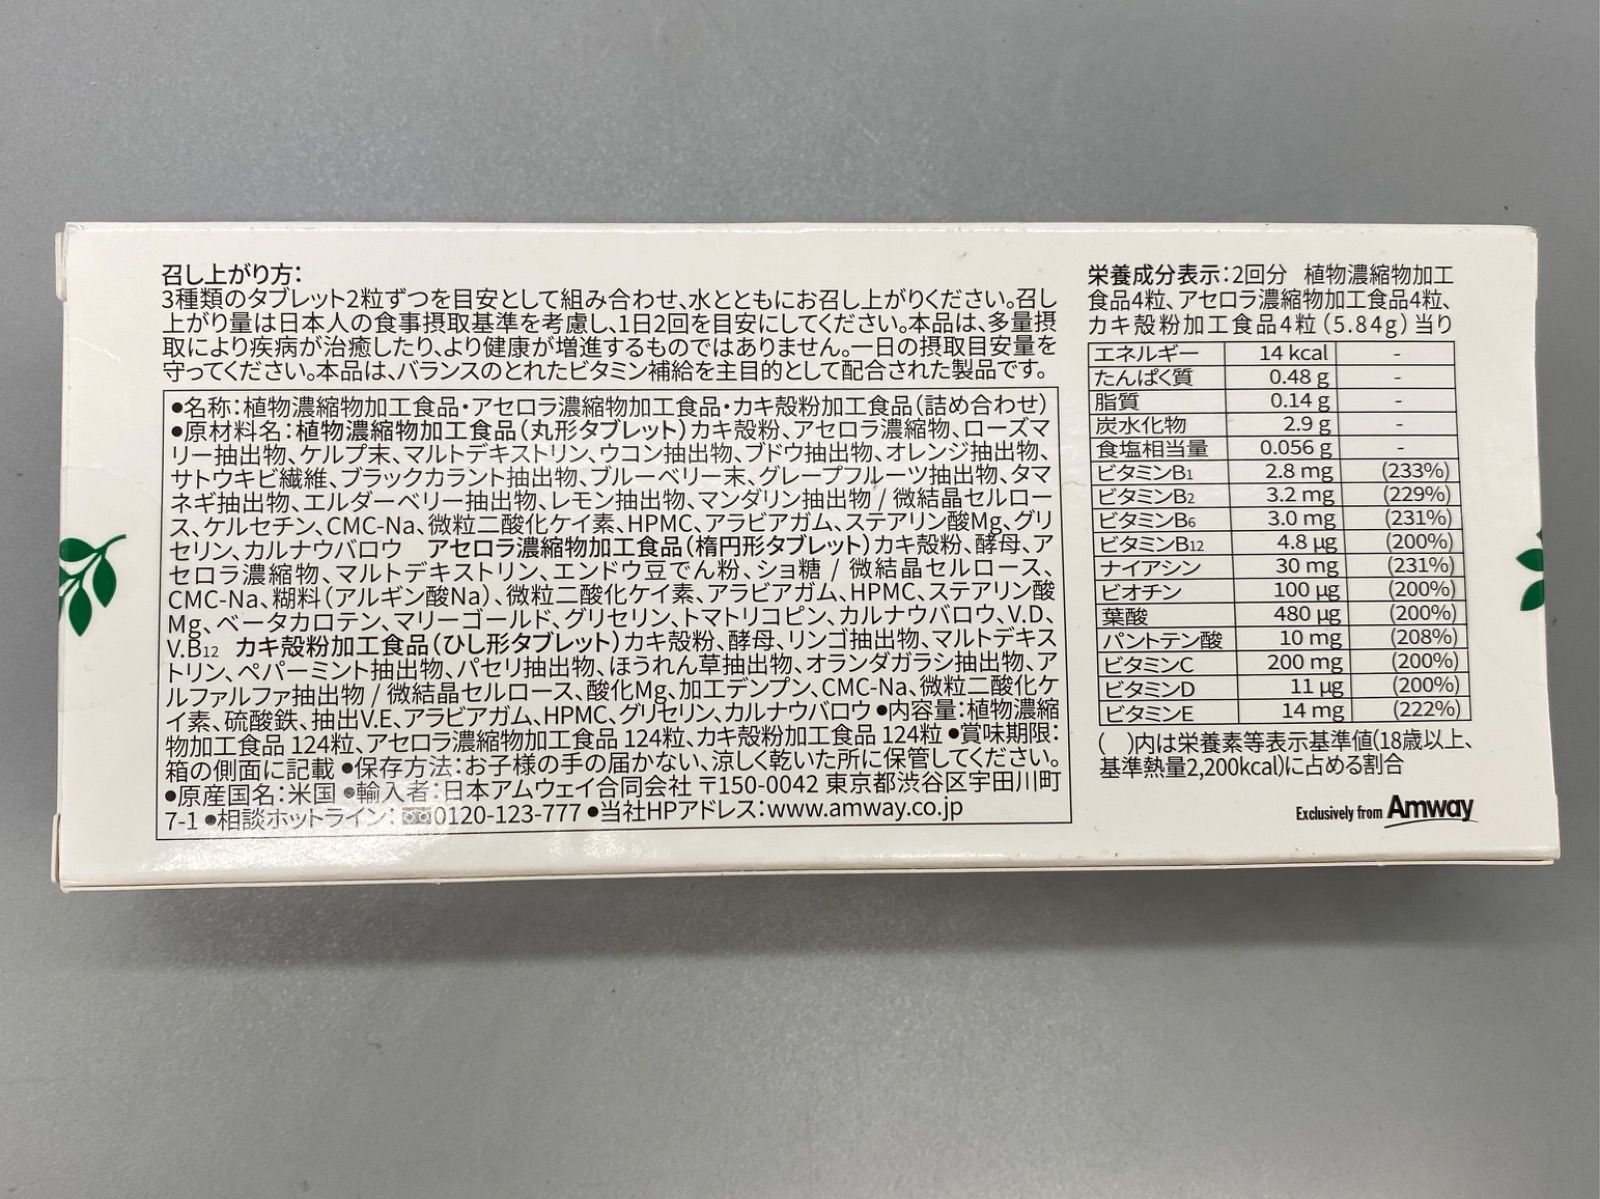 召し上がり方：
3種類のタブレット2粒ずつを目安として組み合わせ、水とともにお召し上がりください。召し
上がり量は日本人の食事摂取基準を考慮し、1日2回を目安にしてください。本品は、多量摂
取により疾病が治癒したり、より健康が増進するものではありません。一日の摂取目安量を
守ってください。本品は、バランスのとれたビタミン補給を主目的として配合された製品です。
●名称：植物濃縮物加工食品・アセロラ濃縮物加工食品・カキ殻粉加工食品（詰め合わせ）
●原材料名：植物濃縮物加工食品（丸形タブレット）カキ殻粉、アセロラ濃縮物、ローズマ
リー抽出物、ケルプ末、マルトデキストリン、ウコン抽出物、ブドウ抽出物、オレンジ抽出物、
サトウキビ繊維、ブラックカラント抽出物、ブルーベリー末、グレープフルーツ抽出物、タマ
ネギ抽出物、エルダーベリー抽出物、レモン抽出物、マンダリン抽出物 / 微結晶セルロー
ス、ケルセチン、CMC-Na、微粒二酸化ケイ素、HPMC、アラビアガム、ステアリン酸Mg、グリ
セリン、カルナウバロウ　アセロラ濃縮物加工食品（楕円形タブレット）カキ殻粉、酵母、ア
セロラ濃縮物、マルトデキストリン、エンドウ豆でん粉、ショ糖 / 微結晶セルロース、
CMC-Na、糊料（アルギン酸Na）、微粒二酸化ケイ素、アラビアガム、HPMC、ステアリン酸
Mg、ベータカロテン、マリーゴールド、グリセリン、トマトリコピン、カルナウバロウ、V.D、
V.B12 カキ殻粉加工食品（ひし形タブレット）カキ殻粉、酵母、リンゴ抽出物、マルトデキス
トリン、ペパーミント抽出物、パセリ抽出物、ほうれん草抽出物、オランダガラシ抽出物、ア
ルファルファ抽出物 / 微結晶セルロース、酸化Mg、加工デンプン、CMC-Na、微粒二酸化ケ
イ素、硫酸鉄、抽出V.E、アラビアガム、HPMC、グリセリン、カルナウバロウ ●内容量：植物濃縮
物加工食品 124粒、アセロラ濃縮物加工食品 124粒、カキ殻粉加工食品 124粒 ●賞味期限：
箱の側面に記載 ●保存方法：お子様の手の届かない、涼しく乾いた所に保管してください。
●原産国名：米国 ●輸入者：日本アムウェイ合同会社 〒150-0042 東京都渋谷区宇田川町
7-1 ●相談ホットライン：0120-123-777 ●当社HPアドレス：www.amway.co.jp
栄養成分表示：2回分 植物濃縮物加工
食品4粒、アセロラ濃縮物加工食品4粒、
カキ殻粉加工食品4粒（5.84g）当り
エネルギー 14 kcal -
たんぱく質 0.48 g -
脂質 0.14 g -
炭水化物 2.9 g -
食塩相当量 0.056 g -
ビタミンB1 2.8 mg (233%)
ビタミンB2 3.2 mg (229%)
ビタミンB6 3.0 mg (231%)
ビタミンB12 4.8 μg (200%)
ナイアシン 30 mg (231%)
ビオチン 100 μg (200%)
葉酸 480 μg (200%)
パントテン酸 10 mg (208%)
ビタミンC 200 mg (200%)
ビタミンD 11 μg (200%)
ビタミンE 14 mg (222%)
(　)内は栄養素等表示基準値(18歳以上、
基準熱量2,200kcal)に占める割合
Exclusively from Amway